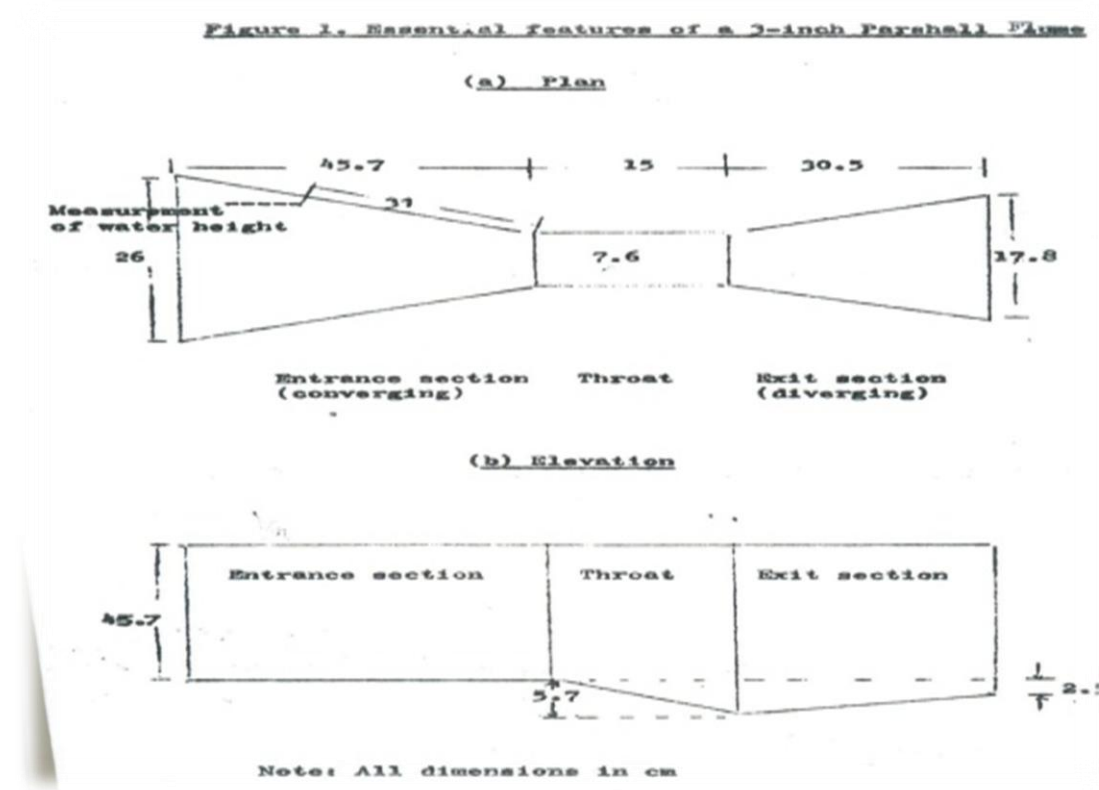 Figure 1. Essential features of a 3-inch Parshall Flume
(a) Plan
45.7 15 30.5
Measurement
of water height
31
26
7.6
17.8
Entrance section Throat Exit section
(converging) (diverging)
(b) Elevation
Entrance section Throat Exit section
45.7
5.7
Note: All dimensions in cm